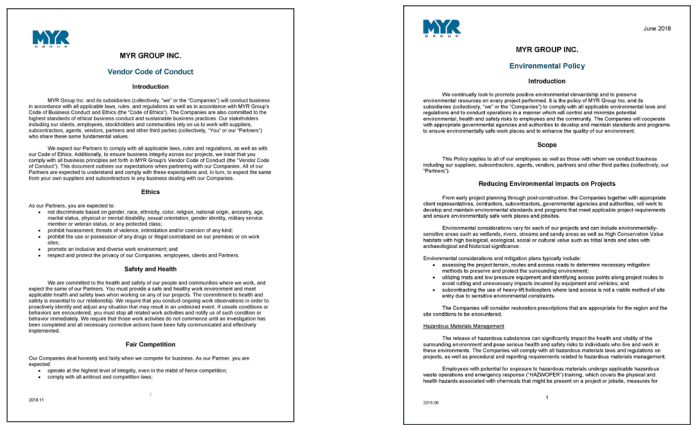 MYR
GROUP
MYR GROUP INC.
Vendor Code of Conduct
Introduction
MYR Group Inc. and its subsidiaries (collectively, "we" or the "Companies") will conduct business
in accordance with all applicable laws, rules, and regulations as well as in accordance with MYR Group's
Code of Business Conduct and Ethics (the "Code of Ethics"). The Companies are also committed to the
highest standards of ethical business conduct and sustainable business practices. Our stakeholders
including our clients, employees, stockholders and communities rely on us to work with suppliers,
subcontractors, agents, vendors, partners and other third parties (collectively, "You" or our "Partners")
who share these same fundamental values.
We expect our Partners to comply with all applicable laws, rules and regulations, as well as with
our Code of Ethics. Additionally, to ensure business integrity across our projects, we insist that you
comply with all business principles set forth in MYR Group's Vendor Code of Conduct (the "Vendor Code
of Conduct"). This document outlines our expectations when partnering with our Companies. All of our
Partners are expected to understand and comply with these expectations and, in turn, to expect the same
from your own suppliers and subcontractors in any business dealing with our Companies.
Ethics
As our Partners, you are expected to:
• not discriminate based on gender, race, ethnicity, color, religion, national origin, ancestry, age,
marital status, physical or mental disability, sexual orientation, gender identity, military service
member or veteran status, or any protected class;
• prohibit harassment, threats of violence, intimidation and/or coercion of any kind;
• prohibit the use or possession of any drugs or illegal contraband on our premises or on work
sites;
• promote an inclusive and diverse work environment; and
• respect and protect the privacy of our Companies, employees, clients and Partners.
Safety and Health
We are committed to the health and safety of our people and communities where we work, and
expect the same of our Partners. You must provide a safe and healthy work environment and meet
applicable health and safety laws when working on any of our projects. The commitment to health and
safety is essential to our relationship. We require that you conduct ongoing work observations in order to
proactively identify and adjust any situation that may result in an undesired event. If unsafe conditions or
behaviors are encountered, you must stop all related work activities and notify us of such condition or
behavior immediately. We require that those work activities do not commence until an investigation has
been completed and all necessary corrective actions have been fully communicated and effectively
implemented.
Fair Competition
Our Companies deal honestly and fairly when we compete for business. As our Partner, you are
expected:
• operate at the highest level of integrity, even in the midst of fierce competition;
• comply with all antitrust and competition laws;
1
2018.11
MYR
GROUP
June 2018
MYR GROUP INC.
Environmental Policy
Introduction
We continually look to promote positive environmental stewardship and to preserve
environmental resources on every project performed. It is the policy of MYR Group Inc. and its
subsidiaries (collectively, "we" or the "Companies") to comply with all applicable environmental laws and
regulations and to conduct operations in a manner which will control and minimize potential
environmental, health and safety risks to employees and the community. The Companies will cooperate
with appropriate government agencies and authorities to develop and maintain standards and programs
to ensure environmentally safe work places and to enhance the quality of our environment.
Scope
This Policy applies to all of our employees as well as those with whom we conduct business
including our suppliers, subcontractors, agents, vendors, partners and other third parties (collectively, our
"Partners").
Reducing Environmental Impacts on Projects
From early project planning through post-construction, the Companies together with appropriate
client representatives, contractors, subcontractors, governmental agencies and authorities, will work to
develop and maintain environmental standards and programs that meet applicable project requirements
and ensure environmentally safe work places and jobsites.
Environmental considerations vary for each of our projects and can include environmentally-
sensitive areas such as wetlands, rivers, streams and sandy areas as well as High Conservation Value
habitats with high biological, ecological, social or cultural value such as tribal lands and sites with
archaeological and historical significance.
Environmental considerations and mitigation plans typically include:
• assessing the project terrain, routes and access roads to determine necessary mitigation
methods to preserve and protect the surrounding environment;
• utilizing mats and low pressure equipment and identifying access points along project routes to
avoid rutting and unnecessary impacts incurred by equipment and vehicles; and
• subcontracting the use of heavy-lift helicopters where land access is not a viable method of site
entry due to sensitive environmental constraints.
The Companies will consider restoration prescriptions that are appropriate for the region and the
site conditions to be encountered.
Hazardous Materials Management
The release of hazardous substances can significantly impact the health and vitality of the
surrounding environment and pose serious health and safety risks to individuals who live and work in
these environments. The Companies will comply with all hazardous materials laws and regulations on
projects, as well as procedural and reporting requirements related to hazardous materials management.
Employees with potential for exposure to hazardous materials undergo applicable hazardous
waste operations and emergency response ("HAZWOPER") training, which covers the physical and
health hazards associated with chemicals that might be present on a project or jobsite, measures for
1
2018.08